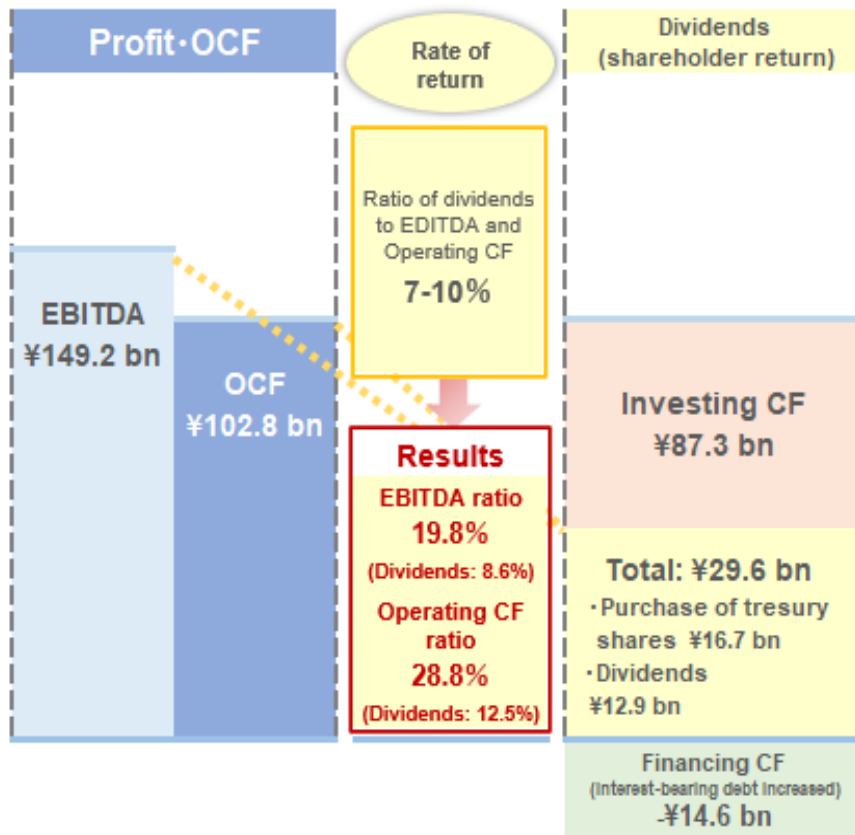 Profit·OCF
Rate of
return
Dividends
(shareholder return)
Ratio of dividends
to EDITDA and
Operating CF
7-10%
EBITDA
¥149.2 bn
OCF
¥102.8 bn
Results
EBITDA ratio
19.8%
(Dividends: 8.6%)
Operating CF
ratio
28.8%
(Dividends: 12.5%)
Investing CF
¥87.3 bn
Total: ¥29.6 bn
·Purchase of tresury
shares ¥16.7 bn
·Dividends
¥12.9 bn
Financing CF
(interest-bearing debt increased)
-¥14.6 bn